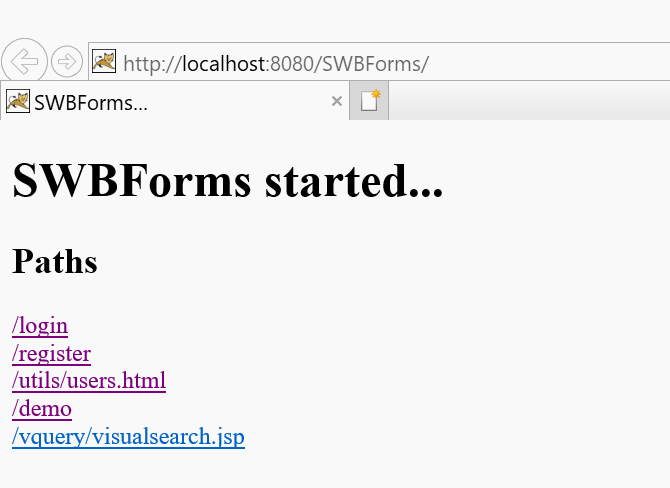 http://localhost:8080/SWBForms/
SWBForms...
SWBForms started...
Paths
/login
/register
/utils/users.html
/demo
/vquery/visualsearch.jsp